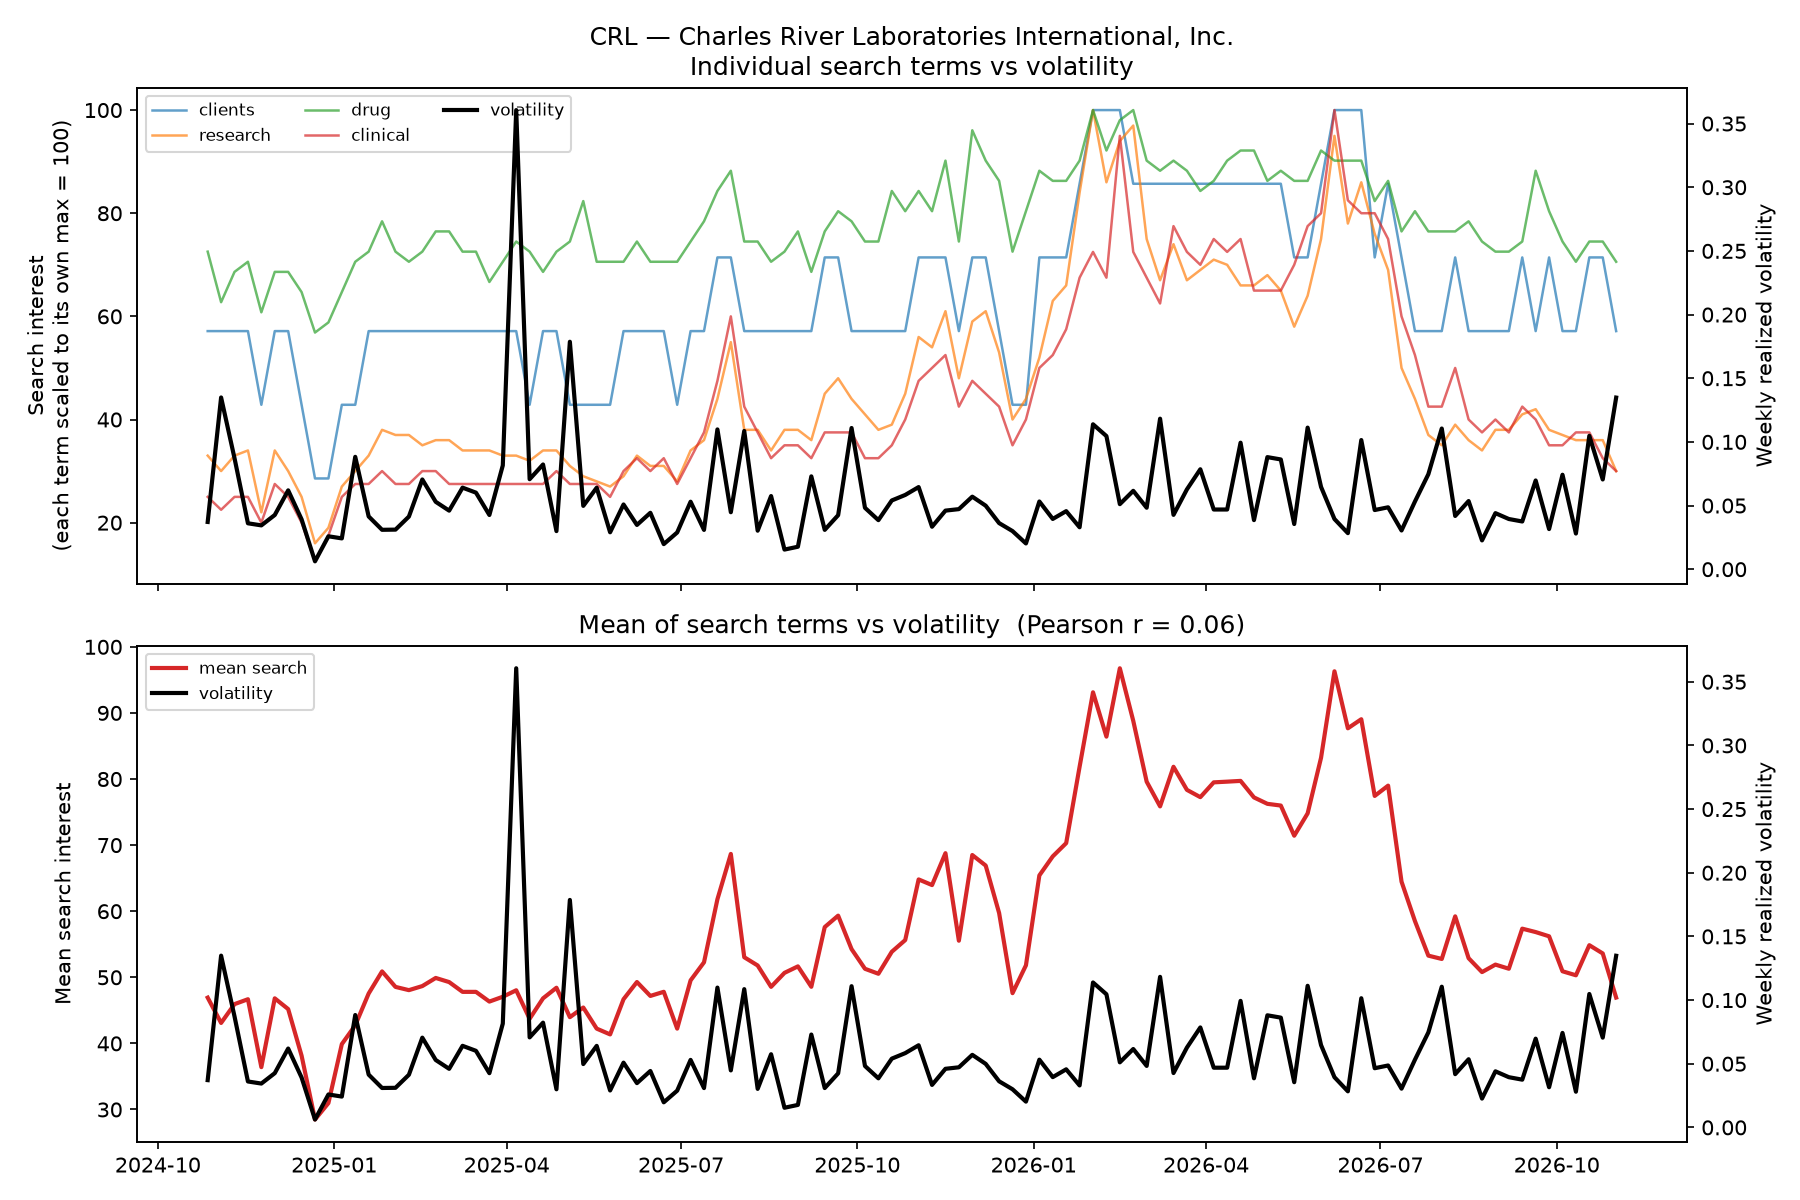 CRL — Charles River Laboratories International, Inc.
Individual search terms vs volatility
clients
research
drug
clinical
volatility
Search interest
(each term scaled to its own max = 100)
100
80
60
40
20
Weekly realized volatility
0.35
0.30
0.25
0.20
0.15
0.10
0.05
0.00
Mean of search terms vs volatility (Pearson r = 0.06)
mean search
volatility
Mean search interest
100
90
80
70
60
50
40
30
Weekly realized volatility
0.35
0.30
0.25
0.20
0.15
0.10
0.05
0.00
2024-10
2025-01
2025-04
2025-07
2025-10
2026-01
2026-04
2026-07
2026-10